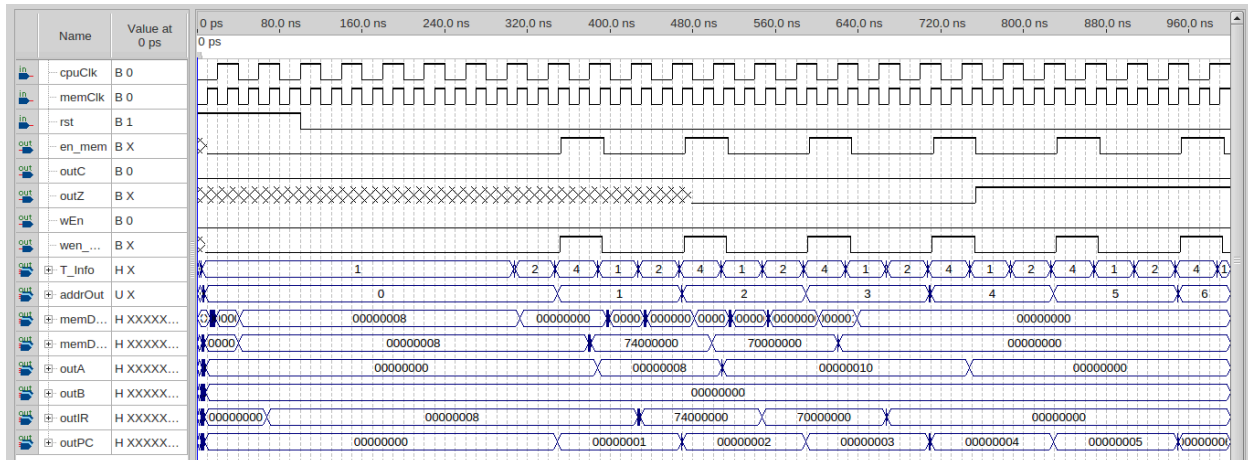 Name Value at 0 ps 0 ps 80.0 ns 160.0 ns 240.0 ns 320.0 ns 400.0 ns 480.0 ns 560.0 ns 640.0 ns 720.0 ns 800.0 ns 880.0 ns 960.0 ns
0 ps
in cpuClk B 0
in memClk B 0
in rst B 1
out en_mem B X
out outC B 0
out outZ B X
out wEn B 0
out wen_... B X
out T_Info H X 1 2 4 1 2 4 1 2 4 1 2 4 1 2 4 1 2 4 1
out addrOut U X 0 1 2 3 4 5 6
out memD... H XXXXX... 00000008 00000000 0000 000000 0000 0000 000000 0000 00000000
out memD... H XXXXX... 0000 00000008 74000000 70000000 00000000
out outA H XXXXX... 00000000 00000008 00000010 00000000
out outB H XXXXX... 00000000
out outIR H XXXXX... 00000000 00000008 74000000 70000000 00000000
out outPC H XXXXX... 00000000 00000001 00000002 00000003 00000004 00000005